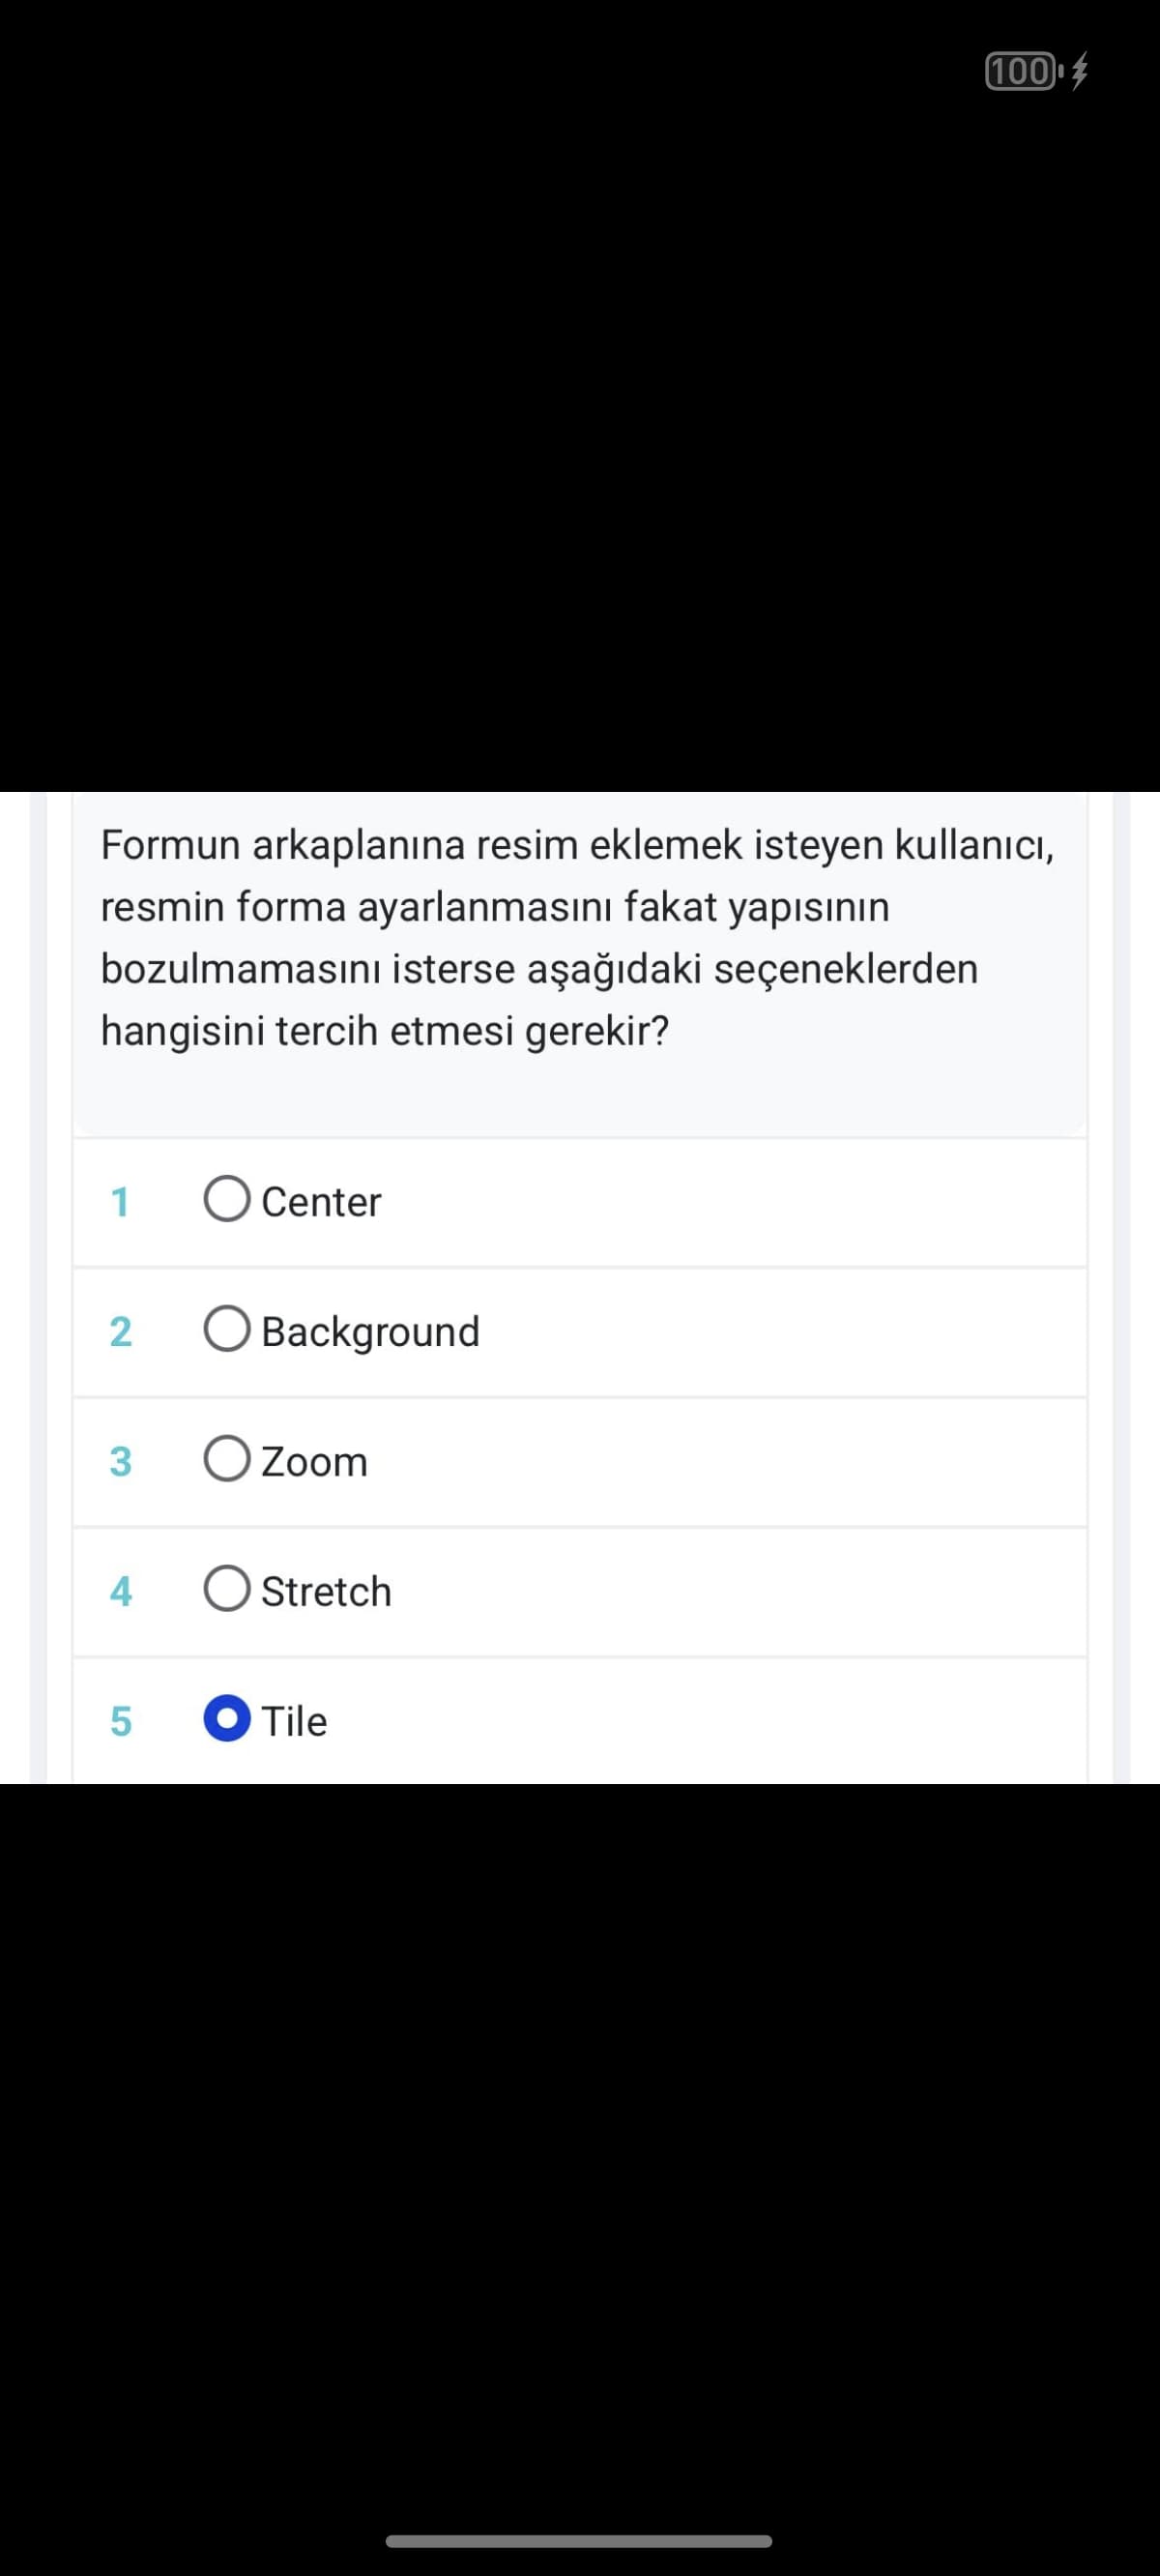 100
Formun arkaplanına resim eklemek isteyen kullanıcı,
resmin forma ayarlanmasını fakat yapısının
bozulmamasını isterse aşağıdaki seçeneklerden
hangisini tercih etmesi gerekir?
1 Center
2 Background
3 Zoom
4 Stretch
5 Tile